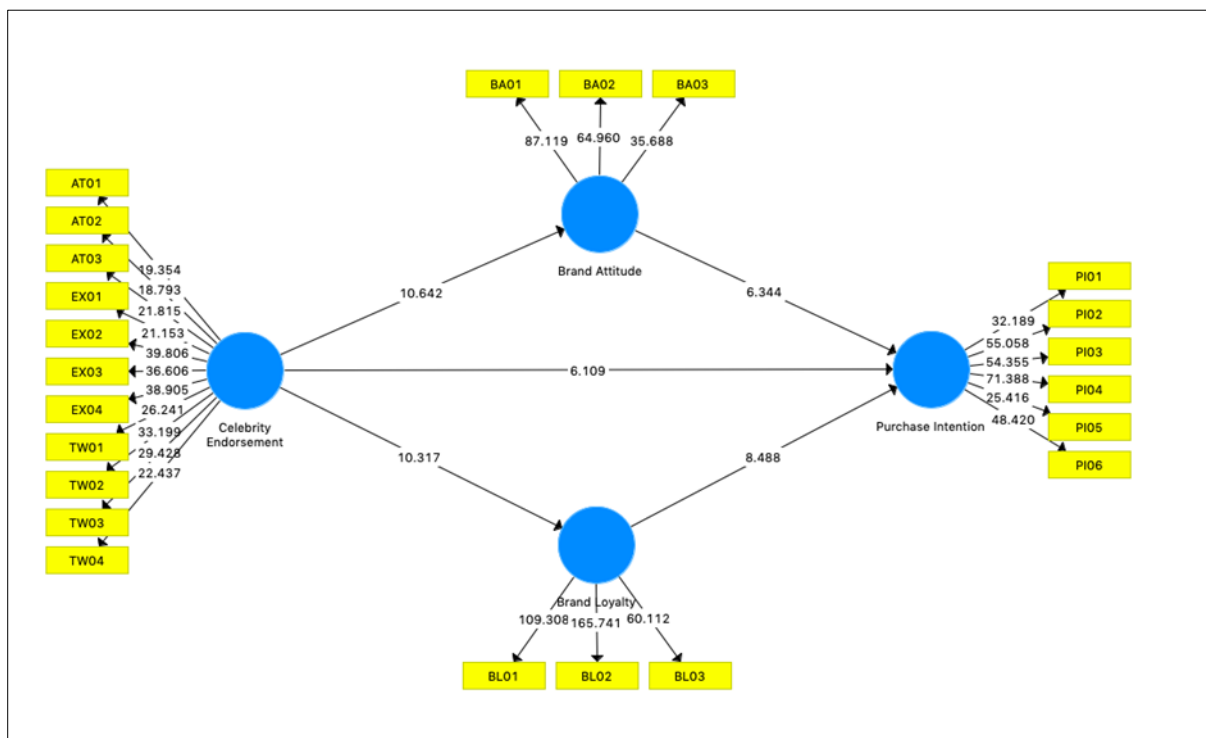 BA01
BA02
BA03
87.119
64.960
35.688
Brand Attitude
AT01
AT02
AT03
EX01
EX02
EX03
EX04
TW01
TW02
TW03
TW04
19.354
18.793
21.815
21.153
39.806
36.606
38.905
26.241
33.199
29.428
22.437
Celebrity
Endorsement
10.642
6.344
6.109
10.317
8.488
PI01
PI02
PI03
PI04
PI05
PI06
32.189
55.058
54.355
71.388
25.416
48.420
Purchase Intention
Brand Loyalty
109.308
165.741
60.112
BL01
BL02
BL03